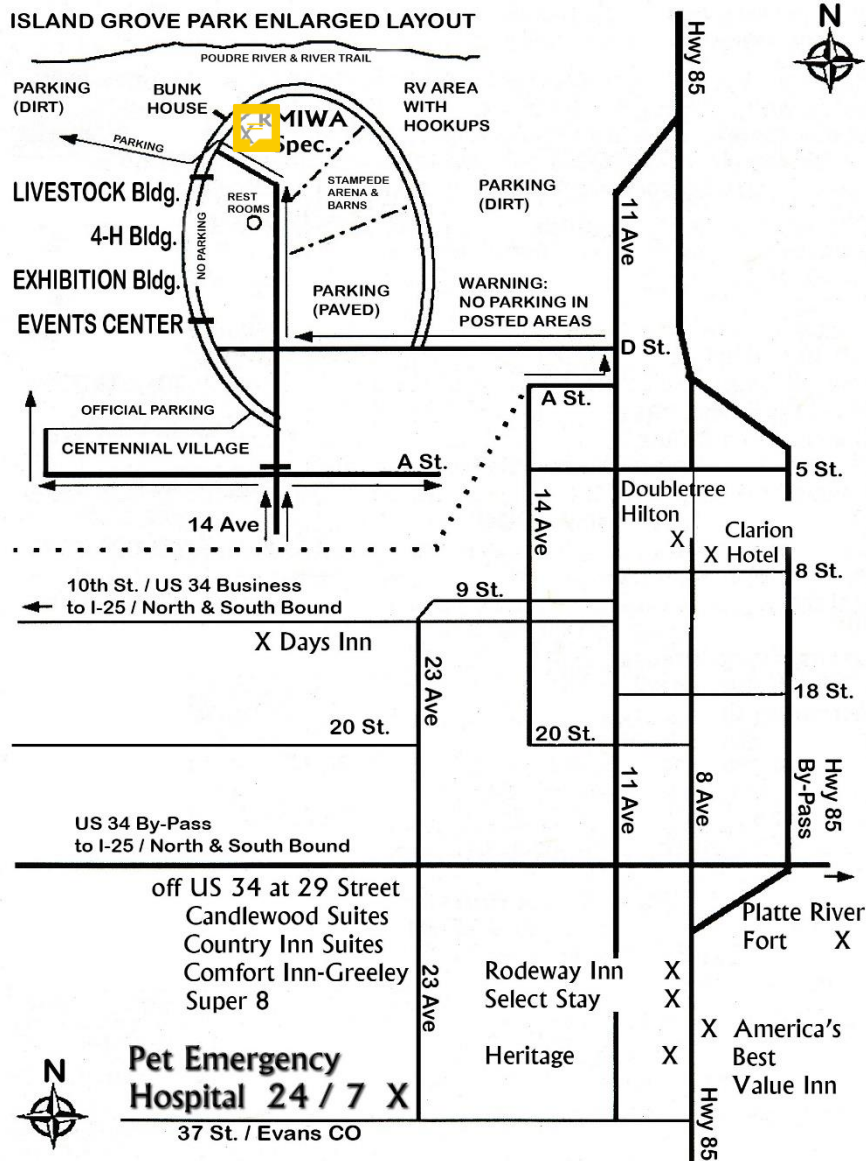 ISLAND GROVE PARK ENLARGED LAYOUT
N
POUDRE RIVER & RIVER TRAIL
Hwy 85
PARKING
(DIRT)
BUNK
HOUSE
RV AREA
WITH
HOOKUPS
X
R MIWA
Spec.
PARKING
LIVESTOCK Bldg.
REST
ROOMS
STAMPEDE
ARENA &
BARNS
PARKING
(DIRT)
11 Ave
4-H Bldg.
NO PARKING
EXHIBITION Bldg.
PARKING
(PAVED)
WARNING:
NO PARKING IN
POSTED AREAS
EVENTS CENTER
D St.
A St.
OFFICIAL PARKING
CENTENNIAL VILLAGE
A St.
5 St.
14 Ave
14 Ave
Doubletree
Hilton
X
Clarion
X Hotel
8 St.
10th St. / US 34 Business
to I-25 / North & South Bound
9 St.
X Days Inn
23 Ave
18 St.
20 St.
20 St.
11 Ave
8 Ave
Hwy 85
By-Pass
US 34 By-Pass
to I-25 / North & South Bound
off US 34 at 29 Street
Candlewood Suites
Country Inn Suites
Comfort Inn-Greeley
Super 8
23 Ave
Platte River
Fort X
Rodeway Inn X
Select Stay X
Heritage X
X America's
Best
Value Inn
N
Pet Emergency
Hospital 24 / 7 X
Hwy 85
37 St. / Evans CO